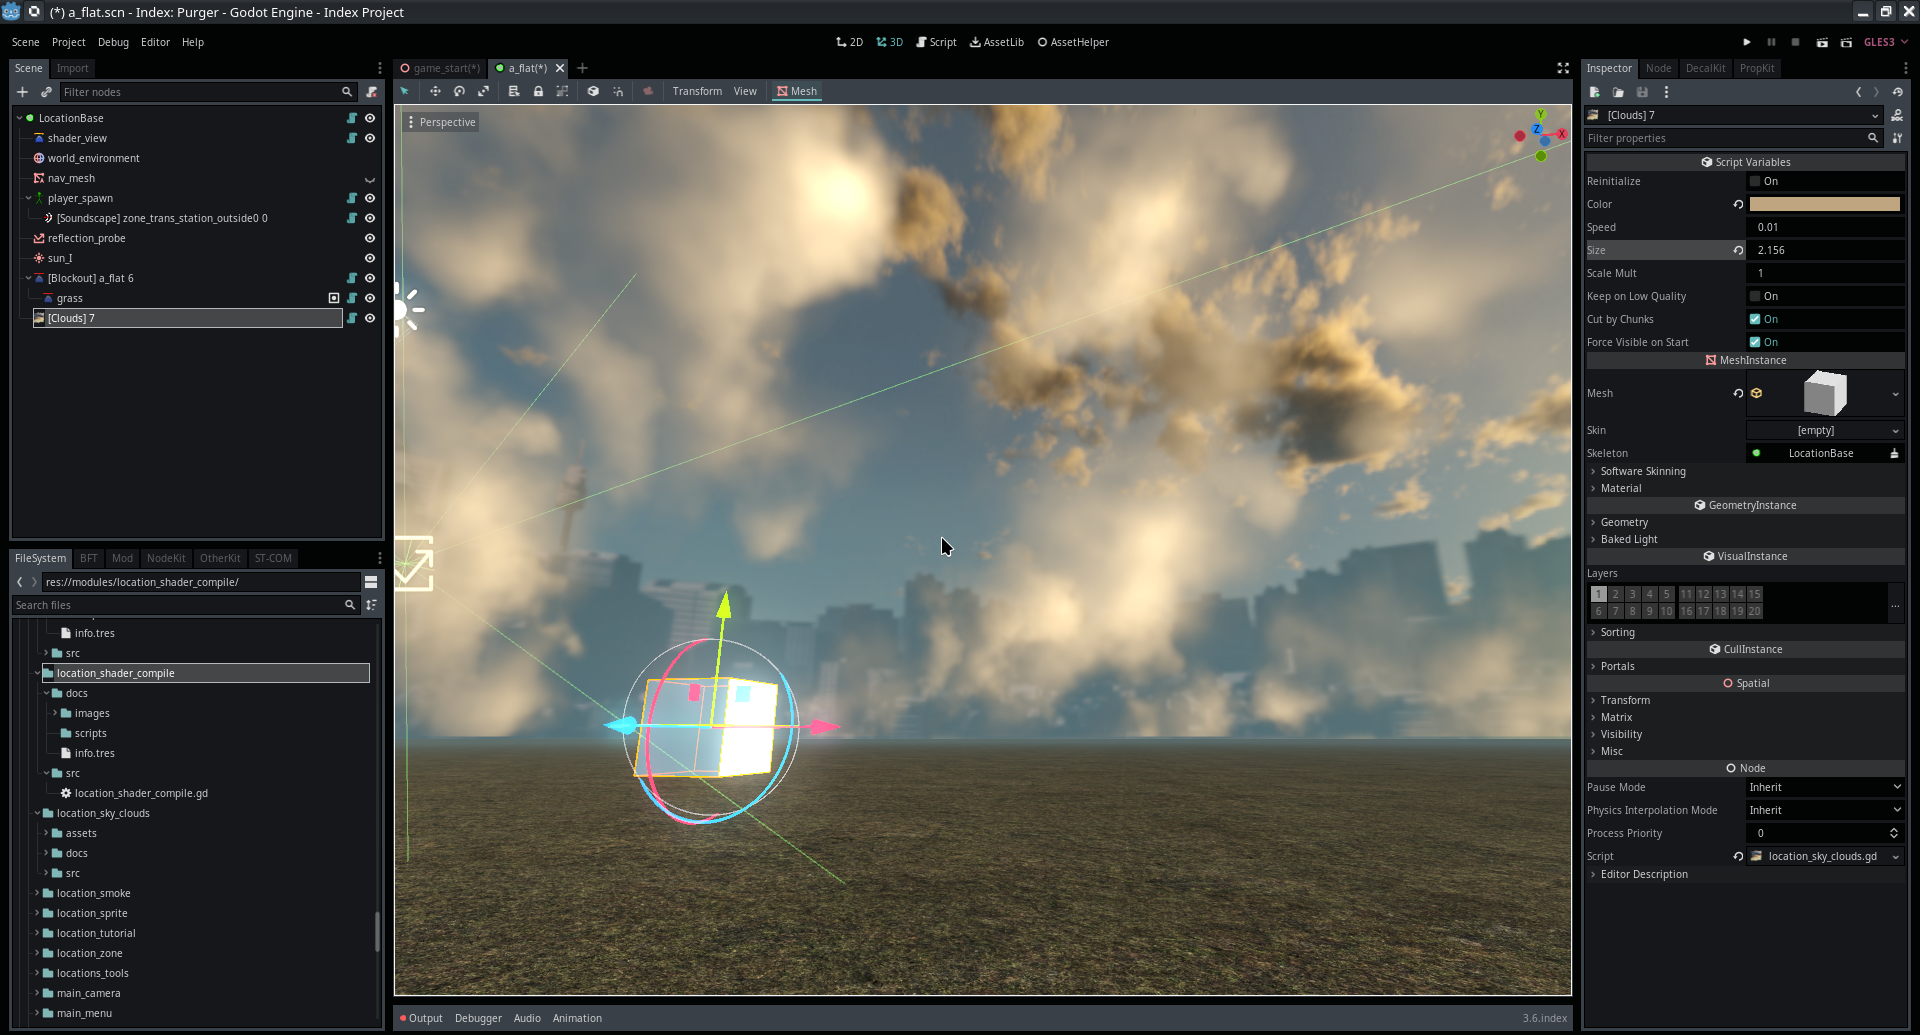 (*) a_flat.scn - Index: Purger - Godot Engine - Index Project
Scene Project Debug Editor Help
2D 3D Script AssetLib AssetHelper
GLES3
Scene Import
Filter nodes
LocationBase
shader_view
world_environment
nav_mesh
player_spawn
[Soundscape] zone_trans_station_outside0 0
reflection_probe
sun_I
[Blockout] a_flat 6
grass
[Clouds] 7
FileSystem BFT Mod NodeKit OtherKit ST-COM
res://modules/location_shader_compile/
Search files
info.tres
src
location_shader_compile
docs
images
scripts
info.tres
src
location_shader_compile.gd
location_sky_clouds
assets
docs
src
location_smoke
location_sprite
location_tutorial
location_zone
locations_tools
main_camera
main_menu
game_start(*) a_flat(*)
Transform View Mesh
Perspective
Y
Z X
Output Debugger Audio Animation 3.6.index
Inspector Node DecalKit PropKit
[Clouds] 7
Filter properties
Script Variables
Reinitialize On
Color
Speed 0.01
Size 2.156
Scale Mult 1
Keep on Low Quality On
Cut by Chunks On
Force Visible on Start On
MeshInstance
Mesh
Skin [empty]
Skeleton LocationBase
Software Skinning
Material
GeometryInstance
Geometry
Baked Light
VisualInstance
Layers
1 2 3 4 5 11 12 13 14 15
6 7 8 9 10 16 17 18 19 20
...
Sorting
CullInstance
Portals
Spatial
Transform
Matrix
Visibility
Misc
Node
Pause Mode Inherit
Physics Interpolation Mode Inherit
Process Priority 0
Script location_sky_clouds.gd
Editor Description